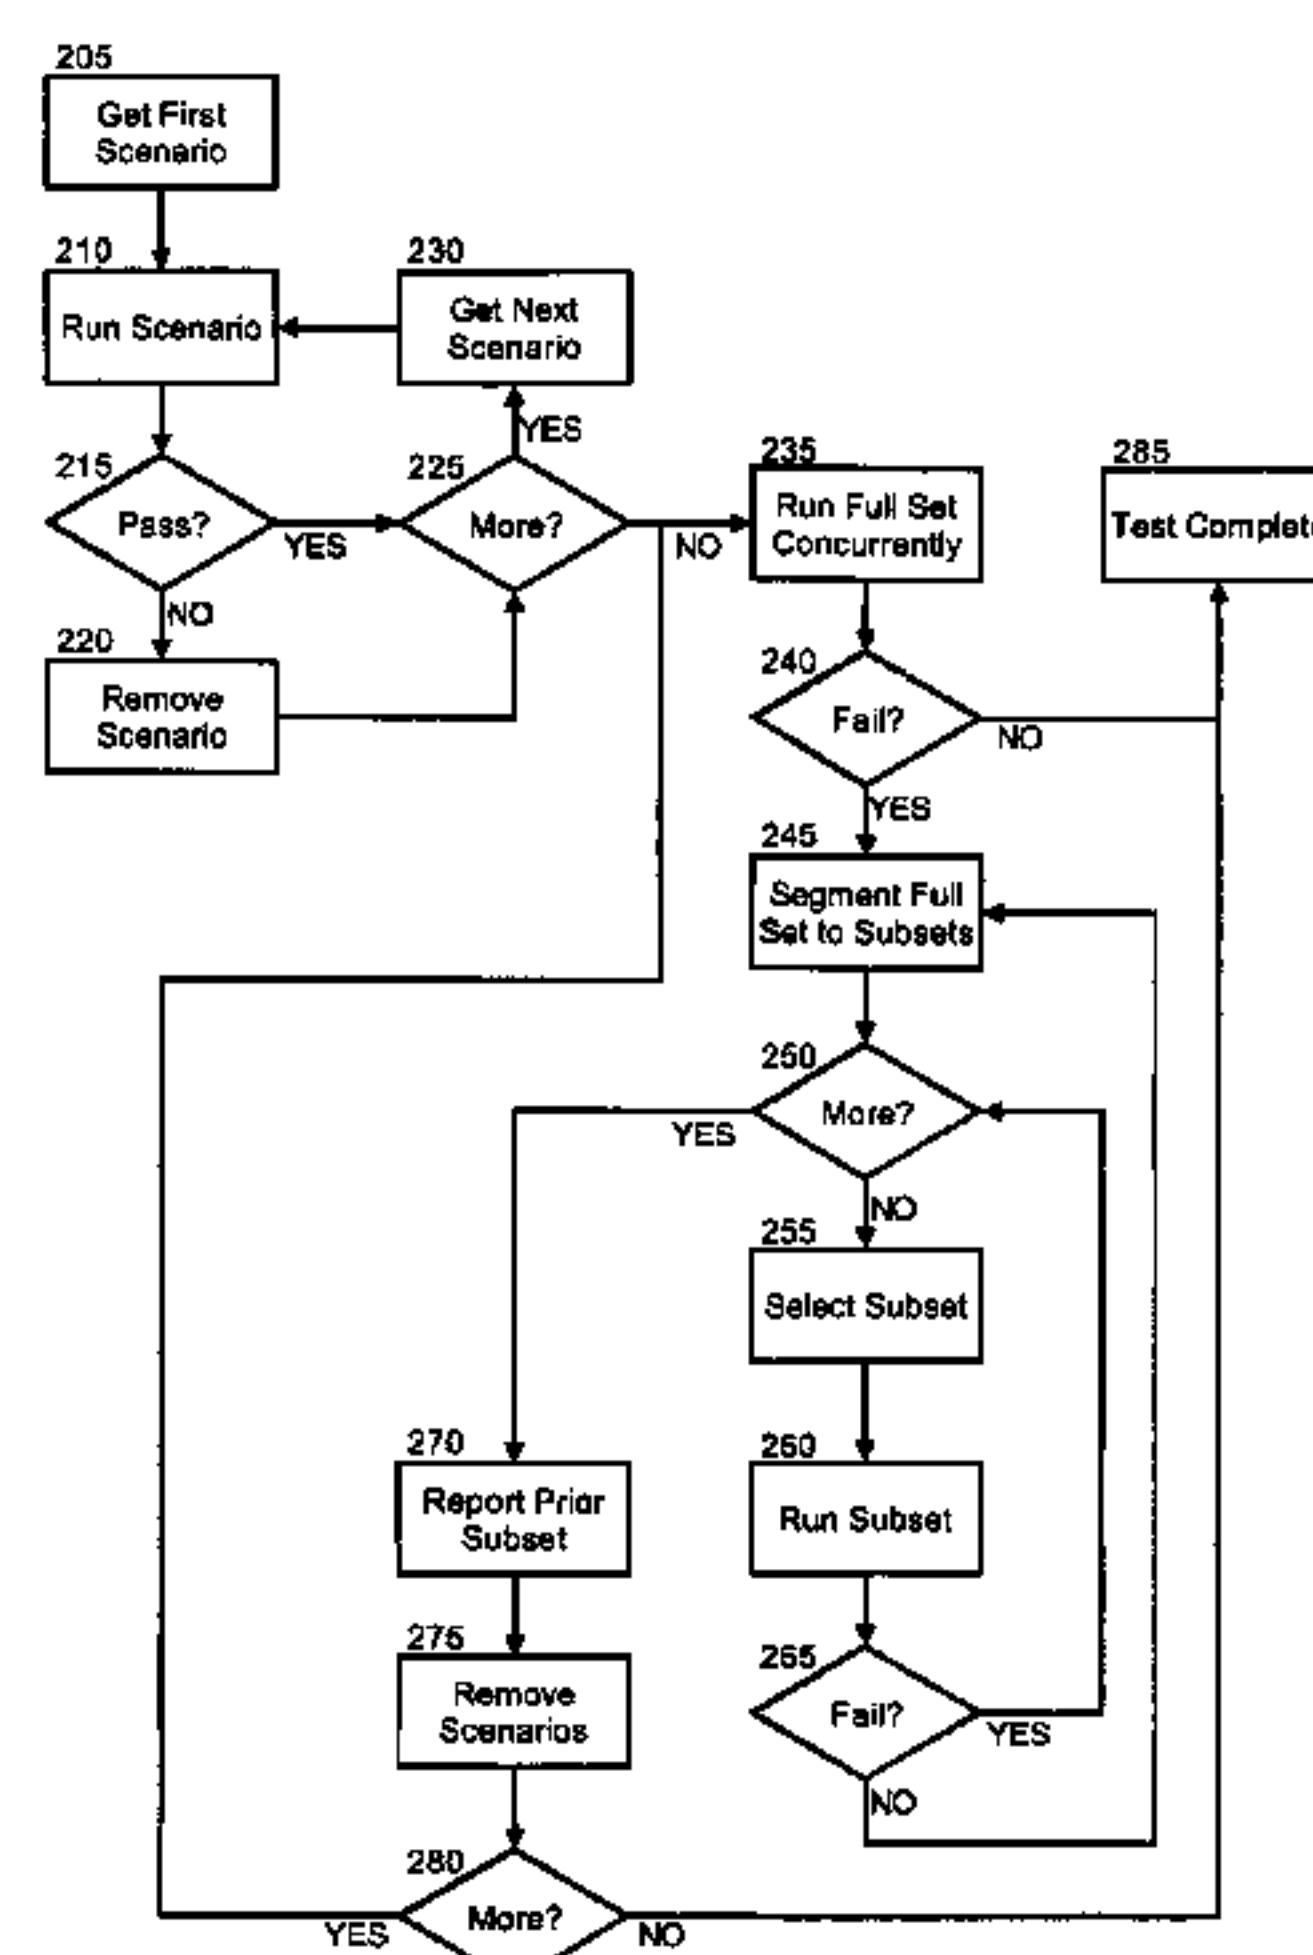 205
Get First
Scenario
210
Run Scenario
230
Get Next
Scenario
YES
215
Pass?
YES
225
More?
NO
235
Run Full Set
Concurrently
285
Test Complete
NO
220
Remove
Scenario
240
Fail?
NO
YES
245
Segment Full
Set to Subsets
250
More?
YES
NO
255
Select Subset
270
Report Prior
Subset
260
Run Subset
275
Remove
Scenarios
265
Fail?
YES
NO
280
More?
YES
NO